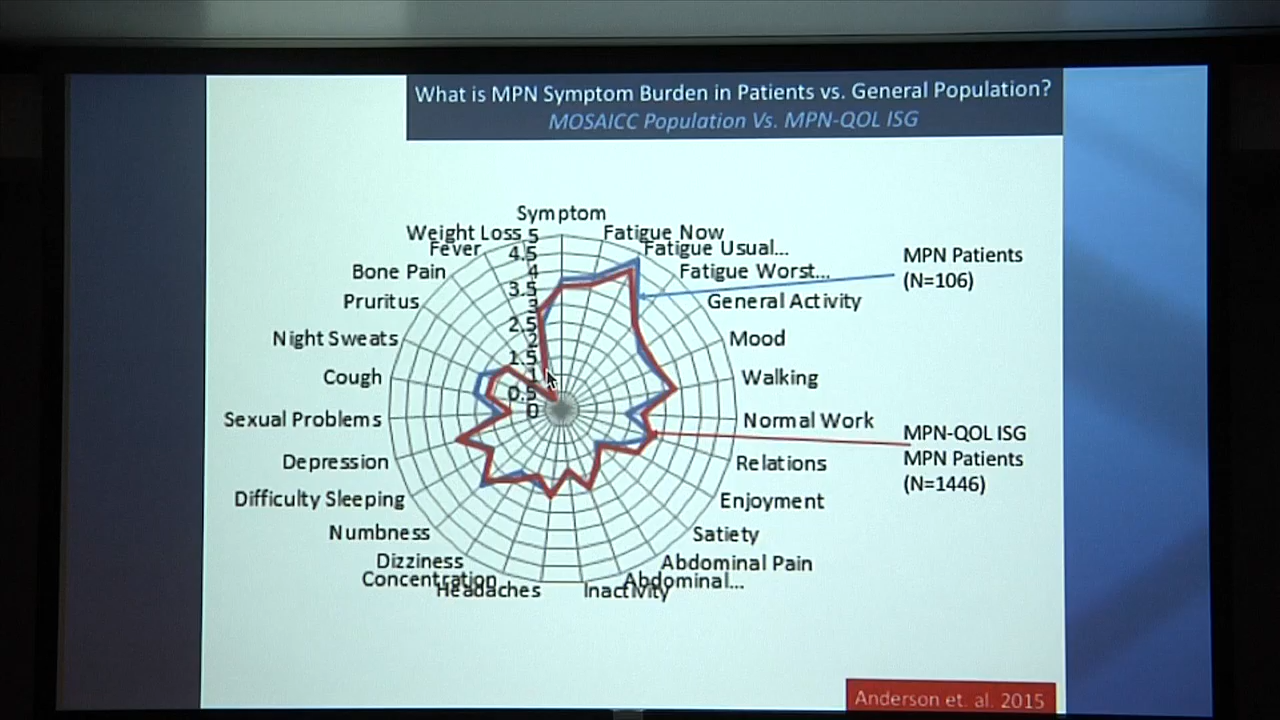 What is MPN Symptom Burden in Patients vs. General Population?
MOSAICC Population Vs. MPN-QOL ISG
Symptom
Fatigue Now
Fatigue Usual...
Fatigue Worst...
General Activity
Mood
Walking
Normal Work
Relations
Enjoyment
Satiety
Abdominal Pain
Abdominal...
Inactivity
Headaches
Concentration
Dizziness
Numbness
Difficulty Sleeping
Depression
Sexual Problems
Cough
Night Sweats
Pruritus
Bone Pain
Fever
Weight Loss
5
4.5
4
3.5
3
2.5
2
1.5
1
0.5
0
MPN Patients
(N=106)
MPN-QOL ISG
MPN Patients
(N=1446)
Anderson et. al. 2015